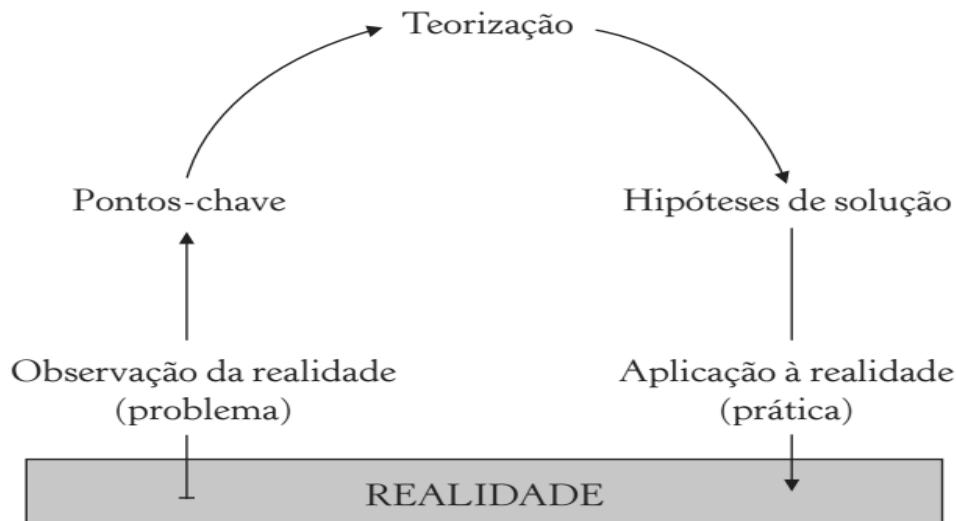 Teorização
Pontos-chave
Hipóteses de solução
Observação da realidade
(problema)
Aplicação à realidade
(prática)
REALIDADE